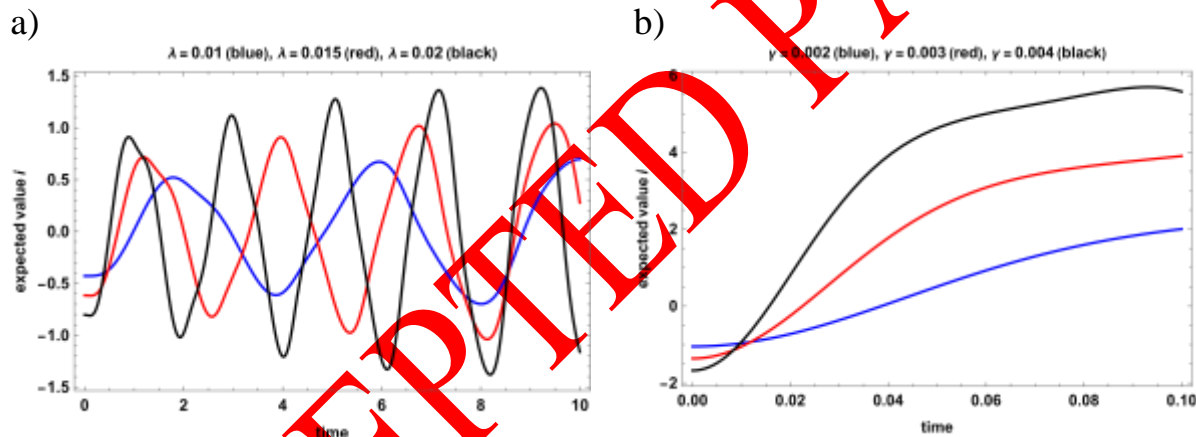 a)
λ = 0.01 (blue), λ = 0.015 (red), λ = 0.02 (black)
expected value I
1.5
1.0
0.5
0.0
−0.5
−1.0
−1.5
0
2
4
6
8
10
time
b)
γ = 0.002 (blue), γ = 0.003 (red), γ = 0.004 (black)
expected value I
6
4
2
0
−2
0.00
0.02
0.04
0.06
0.08
0.10
time
EPTED PA